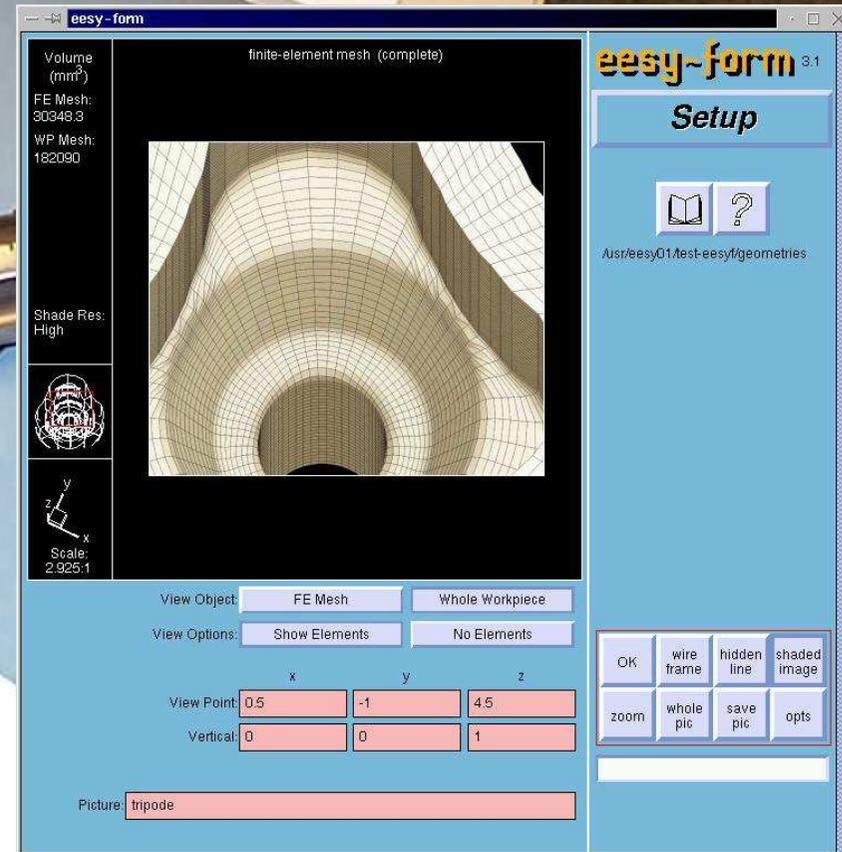 eesy-form
Volume
(mm³)
FE Mesh:
30348.3
WP Mesh:
182090
Shade Res:
High
y
z
x
Scale:
2.925:1
finite-element mesh (complete)
eesy-form 3.1
Setup
?
/usr/eesy01/test-eesyf/geometries
View Object: FE Mesh Whole Workpiece
View Options: Show Elements No Elements
x y z
View Point: 0.5 -1 4.5
Vertical: 0 0 1
Picture: tripode
OK wire frame hidden line shaded image
zoom whole pic save pic opts